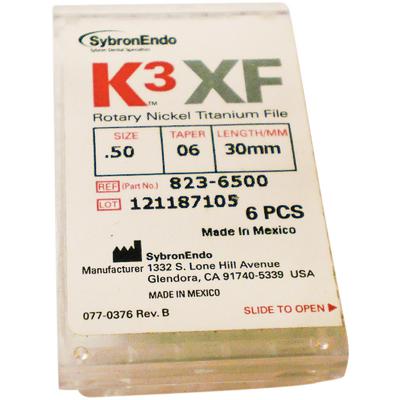 SybronEndo
Sybron Dental Specialties
K3XF
TM
Rotary Nickel Titanium File
SIZE TAPER LENGTH/MM
.50 06 30mm
REF (Part No.) 823-6500
LOT 121187105 6 PCS
Made In Mexico
SybronEndo
Manufacturer 1332 S. Lone Hill Avenue
Glendora, CA 91740-5339 USA
MADE IN MEXICO
077-0376 Rev. B SLIDE TO OPEN